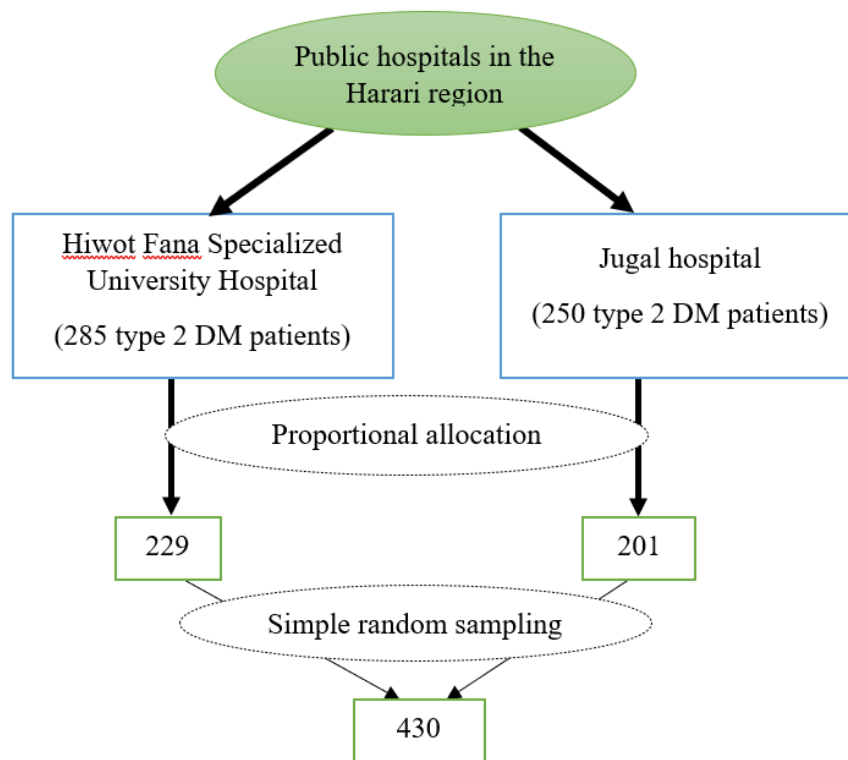 Public hospitals in the
Harari region
Hiwot Fana Specialized
University Hospital
(285 type 2 DM patients)
Jugal hospital
(250 type 2 DM patients)
Proportional allocation
229
201
Simple random sampling
430